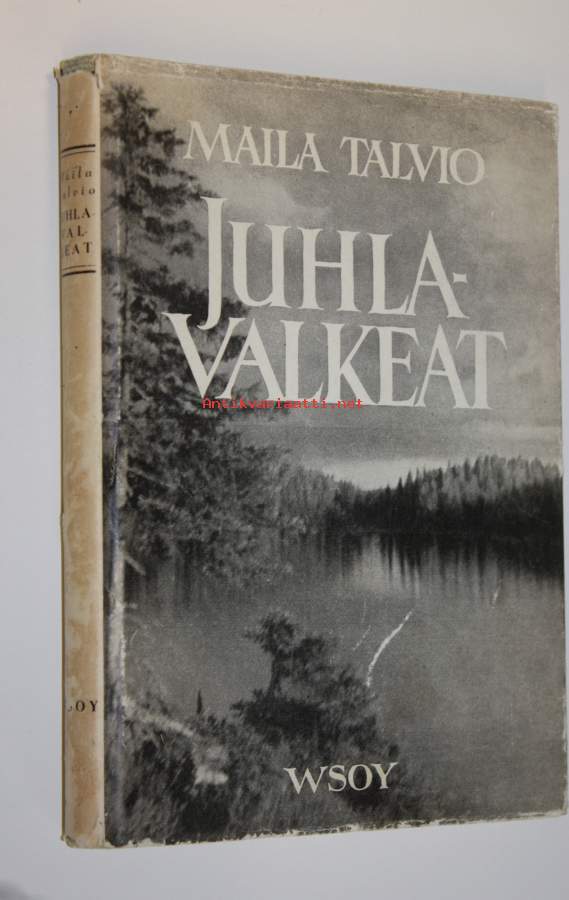 MAILA TALVIO
JUHLA-
VALKEAT
Antikvariaatti.net
WSOY